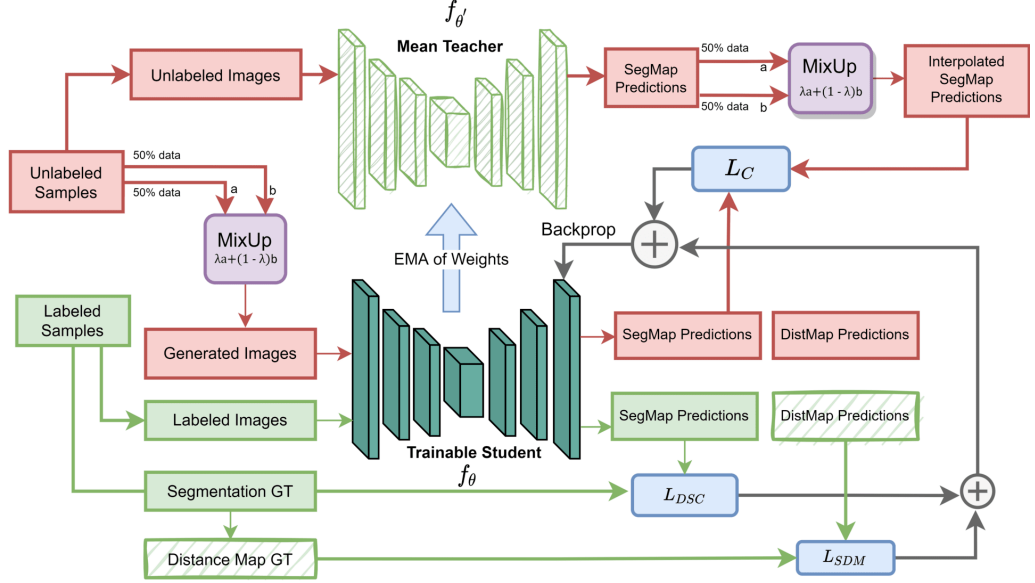 f_θ′
Mean Teacher
Unlabeled Images
SegMap
Predictions
50% data
a
50% data
b
MixUp
λa+(1 - λ)b
Interpolated
SegMap
Predictions
Unlabeled
Samples
50% data
50% data
a
b
MixUp
λa+(1 - λ)b
L_C
Backprop
+
EMA of Weights
Labeled
Samples
Generated Images
SegMap Predictions
DistMap Predictions
Labeled Images
SegMap Predictions
DistMap Predictions
Trainable Student
f_θ
Segmentation GT
L_DSC
+
Distance Map GT
L_SDM